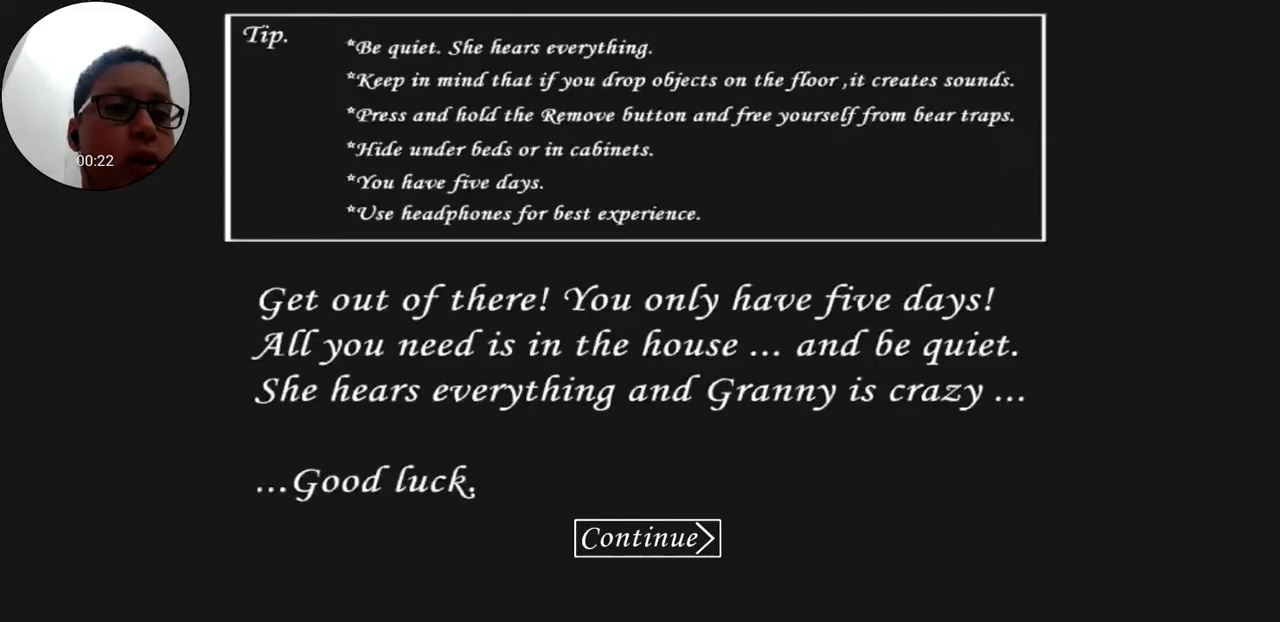 Tip.
*Be quiet. She hears everything.
*Keep in mind that if you drop objects on the floor ,it creates sounds.
*Press and hold the Remove button and free yourself from bear traps.
*Hide under beds or in cabinets.
*You have five days.
*Use headphones for best experience.
00:22
Get out of there! You only have five days!
All you need is in the house ... and be quiet.
She hears everything and Granny is crazy ...
...Good luck.
Continue